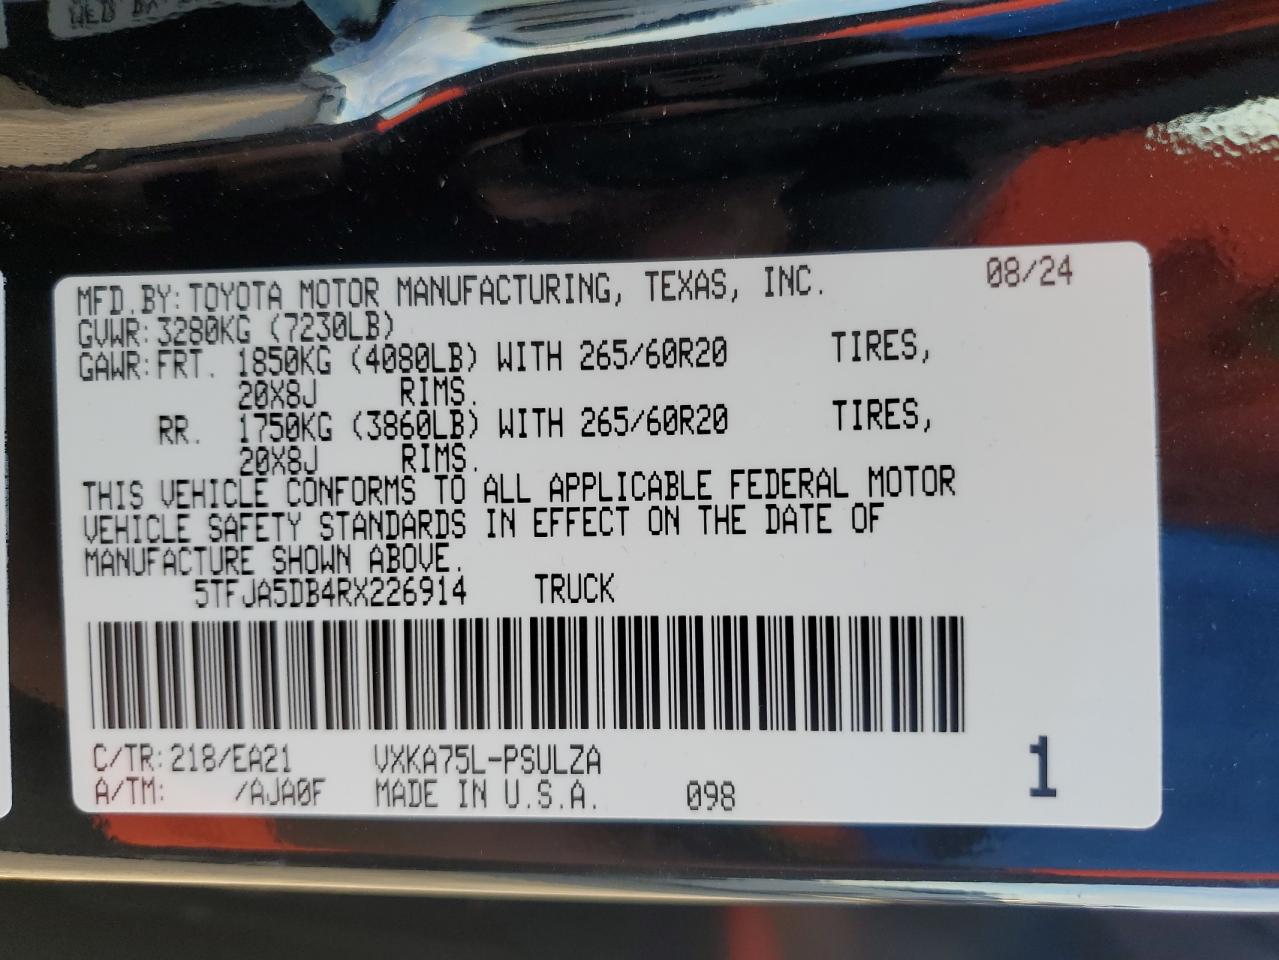 MFD.BY:TOYOTA MOTOR MANUFACTURING, TEXAS, INC. 08/24
GVWR:3280KG (7230LB)
GAWR:FRT. 1850KG (4080LB) WITH 265/60R20 TIRES,
20X8J RIMS.
RR. 1750KG (3860LB) WITH 265/60R20 TIRES,
20X8J RIMS.
THIS VEHICLE CONFORMS TO ALL APPLICABLE FEDERAL MOTOR
VEHICLE SAFETY STANDARDS IN EFFECT ON THE DATE OF
MANUFACTURE SHOWN ABOVE.
5TFJA5DB4RX226914 TRUCK
C/TR:218/EA21 VXKA75L-PSULZA
A/TM: /AJA0F MADE IN U.S.A. 098 1